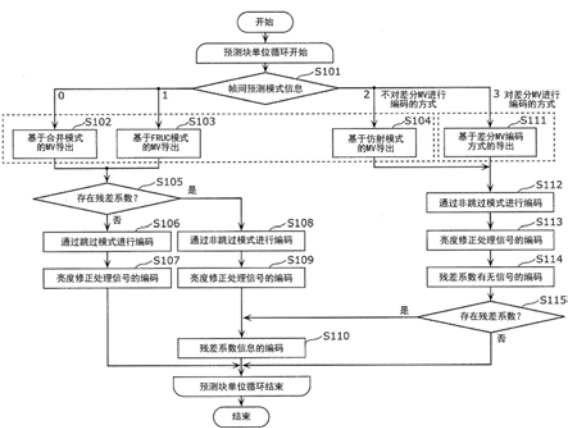 开始
预测块单位循环开始
S101
帧间预测模式信息
0
1
2
不对差分MV进行
编码的方式
3
对差分MV进行
编码的方式
S102
基于合并模式
的MV导出
S103
基于FRUC模式
的MV导出
S104
基于仿射模式
的MV导出
S111
基于差分MV编码
方式的导出
S105
存在残差系数?
是
否
S106
通过跳过模式进行编码
S107
亮度修正处理信号的编码
S108
通过非跳过模式进行编码
S109
亮度修正处理信号的编码
S112
通过非跳过模式进行编码
S113
亮度修正处理信号的编码
S114
残差系数有无信号的编码
S115
存在残差系数?
是
否
S110
残差系数信息的编码
预测块单位循环结束
结束